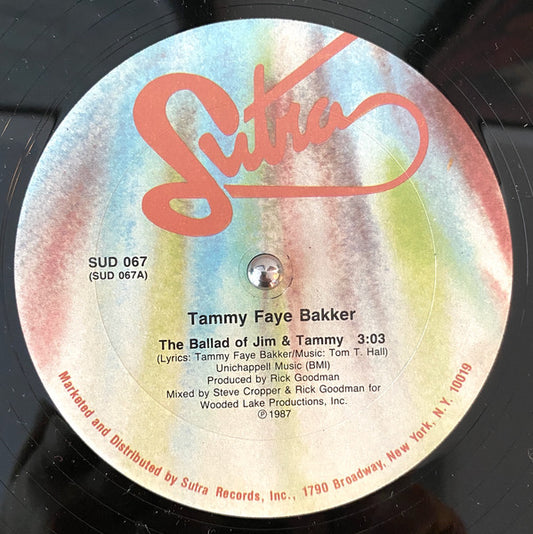 Sutra
SUD 067
(SUD 067A)
Tammy Faye Bakker
The Ballad of Jim & Tammy 3:03
(Lyrics: Tammy Faye Bakker/Music: Tom T. Hall)
Unichappell Music (BMI)
Produced by Rick Goodman
Mixed by Steve Cropper & Rick Goodman for
Wooded Lake Productions, Inc.
℗ 1987
Marketed and Distributed by Sutra Records, Inc., 1790 Broadway, New York, N.Y. 10019